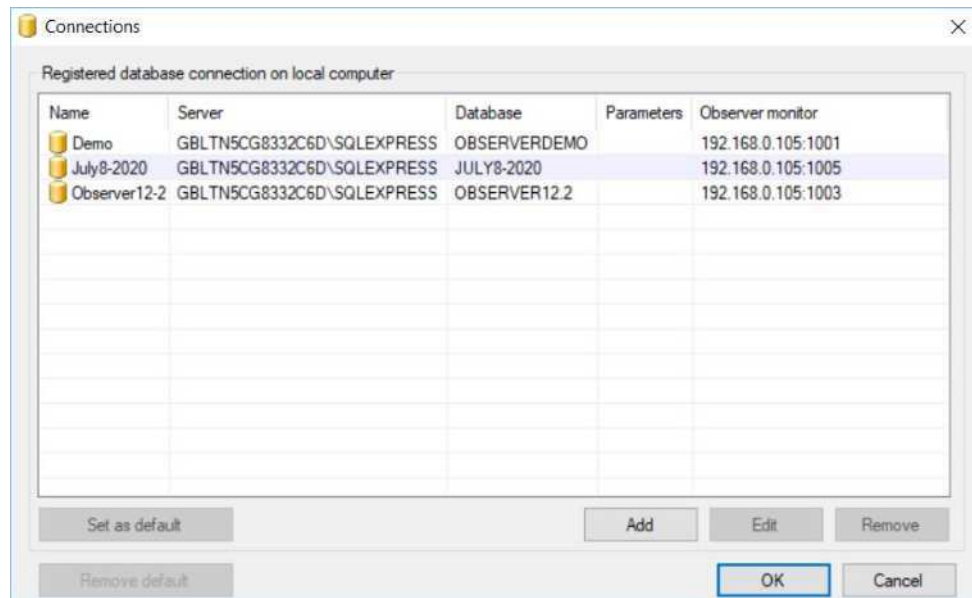 Connections
Registered database connection on local computer
Name Server Database Parameters Observer monitor
Demo GBLTN5CG8332C6D\SQLEXPRESS OBSERVERDEMO 192.168.0.105:1001
July8-2020 GBLTN5CG8332C6D\SQLEXPRESS JULY8-2020 192.168.0.105:1005
Observer12-2 GBLTN5CG8332C6D\SQLEXPRESS OBSERVER12.2 192.168.0.105:1003
Set as default Add Edit Remove
Remove default OK Cancel